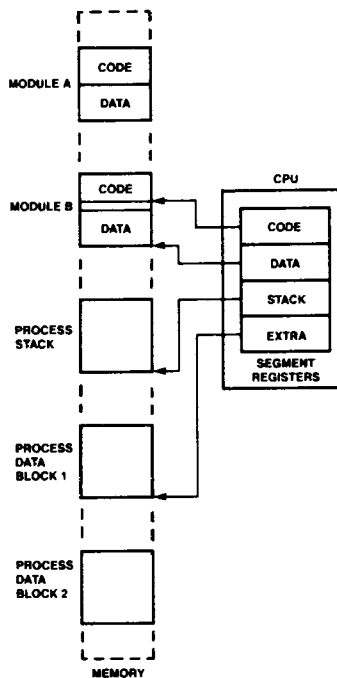 CODE
MODULE A
DATA
CPU
CODE
MODULE B
DATA
CODE
DATA
STACK
EXTRA
SEGMENT
REGISTERS
PROCESS
STACK
PROCESS
DATA
BLOCK 1
PROCESS
DATA
BLOCK 2
MEMORY